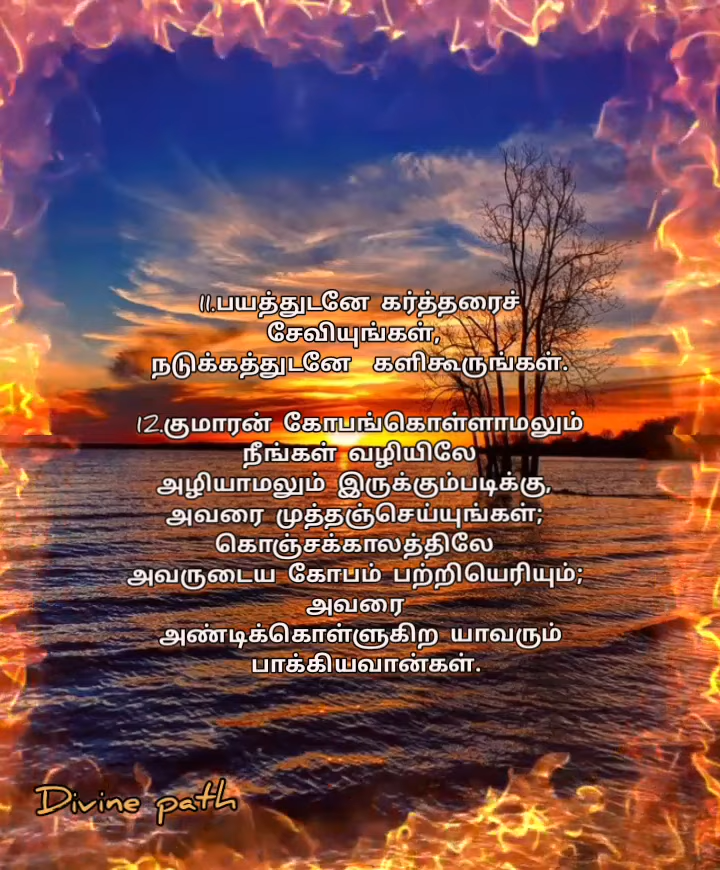 11.பயத்துடனே கர்த்தரைச்
சேவியுங்கள்,
நடுக்கத்துடனே களிகூருங்கள்.
12.குமாரன் கோபங்கொள்ளாமலும்
நீங்கள் வழியிலே
அழியாமலும் இருக்கும்படிக்கு,
அவரை முத்தஞ்செய்யுங்கள்;
கொஞ்சக்காலத்திலே
அவருடைய கோபம் பற்றியெரியும்;
அவரை
அண்டிக்கொள்ளுகிற யாவரும்
பாக்கியவான்கள்.
Divine path